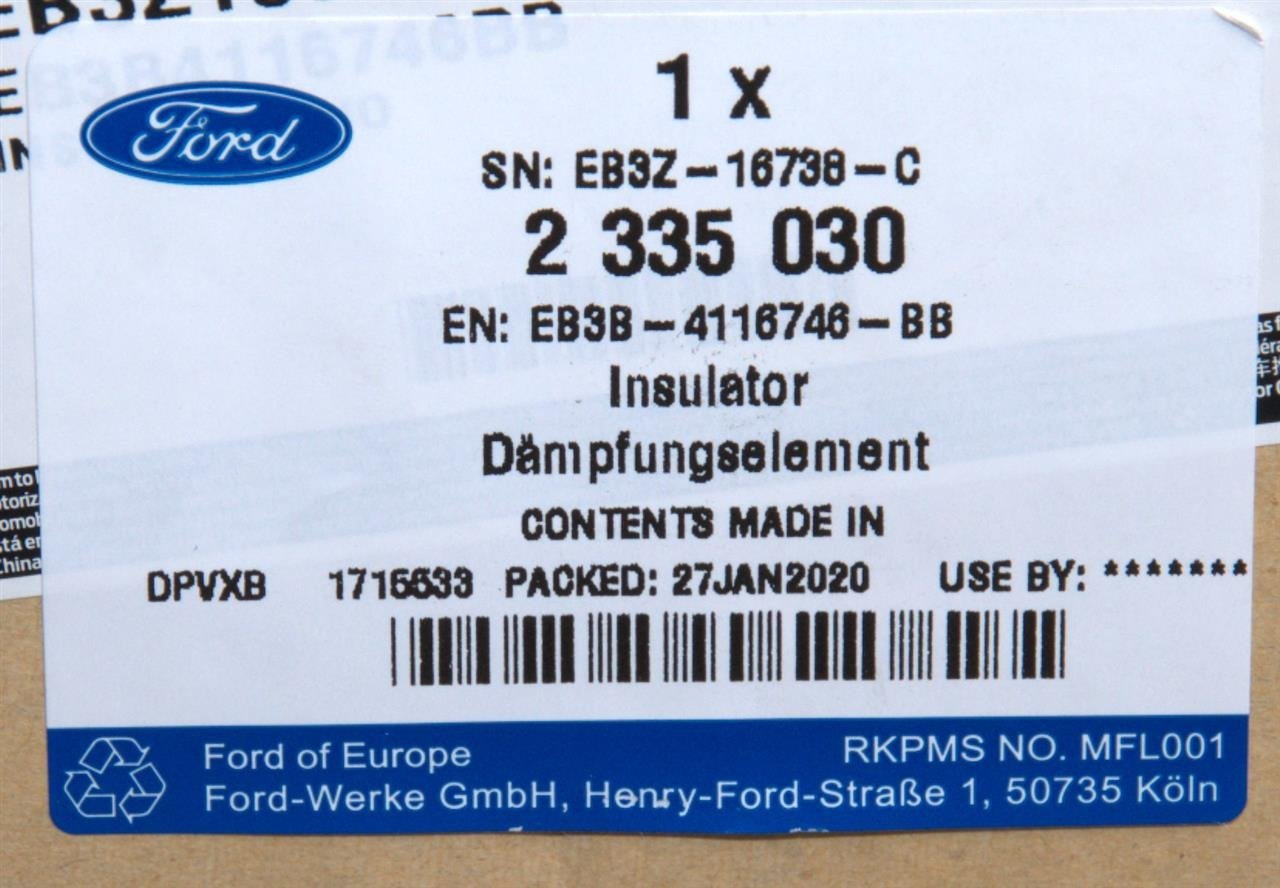 EB3Z16
B3B4116746BB
Ford
1 x
SN: EB3Z-16738-C
2 335 030
EN: EB3B-4116746-BB
Insulator
Dämpfungselement
CONTENTS MADE IN
DPVXB 1715533 PACKED: 27JAN2020 USE BY: *******
Ford of Europe
RKPMS NO. MFL001
Ford-Werke GmbH, Henry-Ford-Straße 1, 50735 Köln